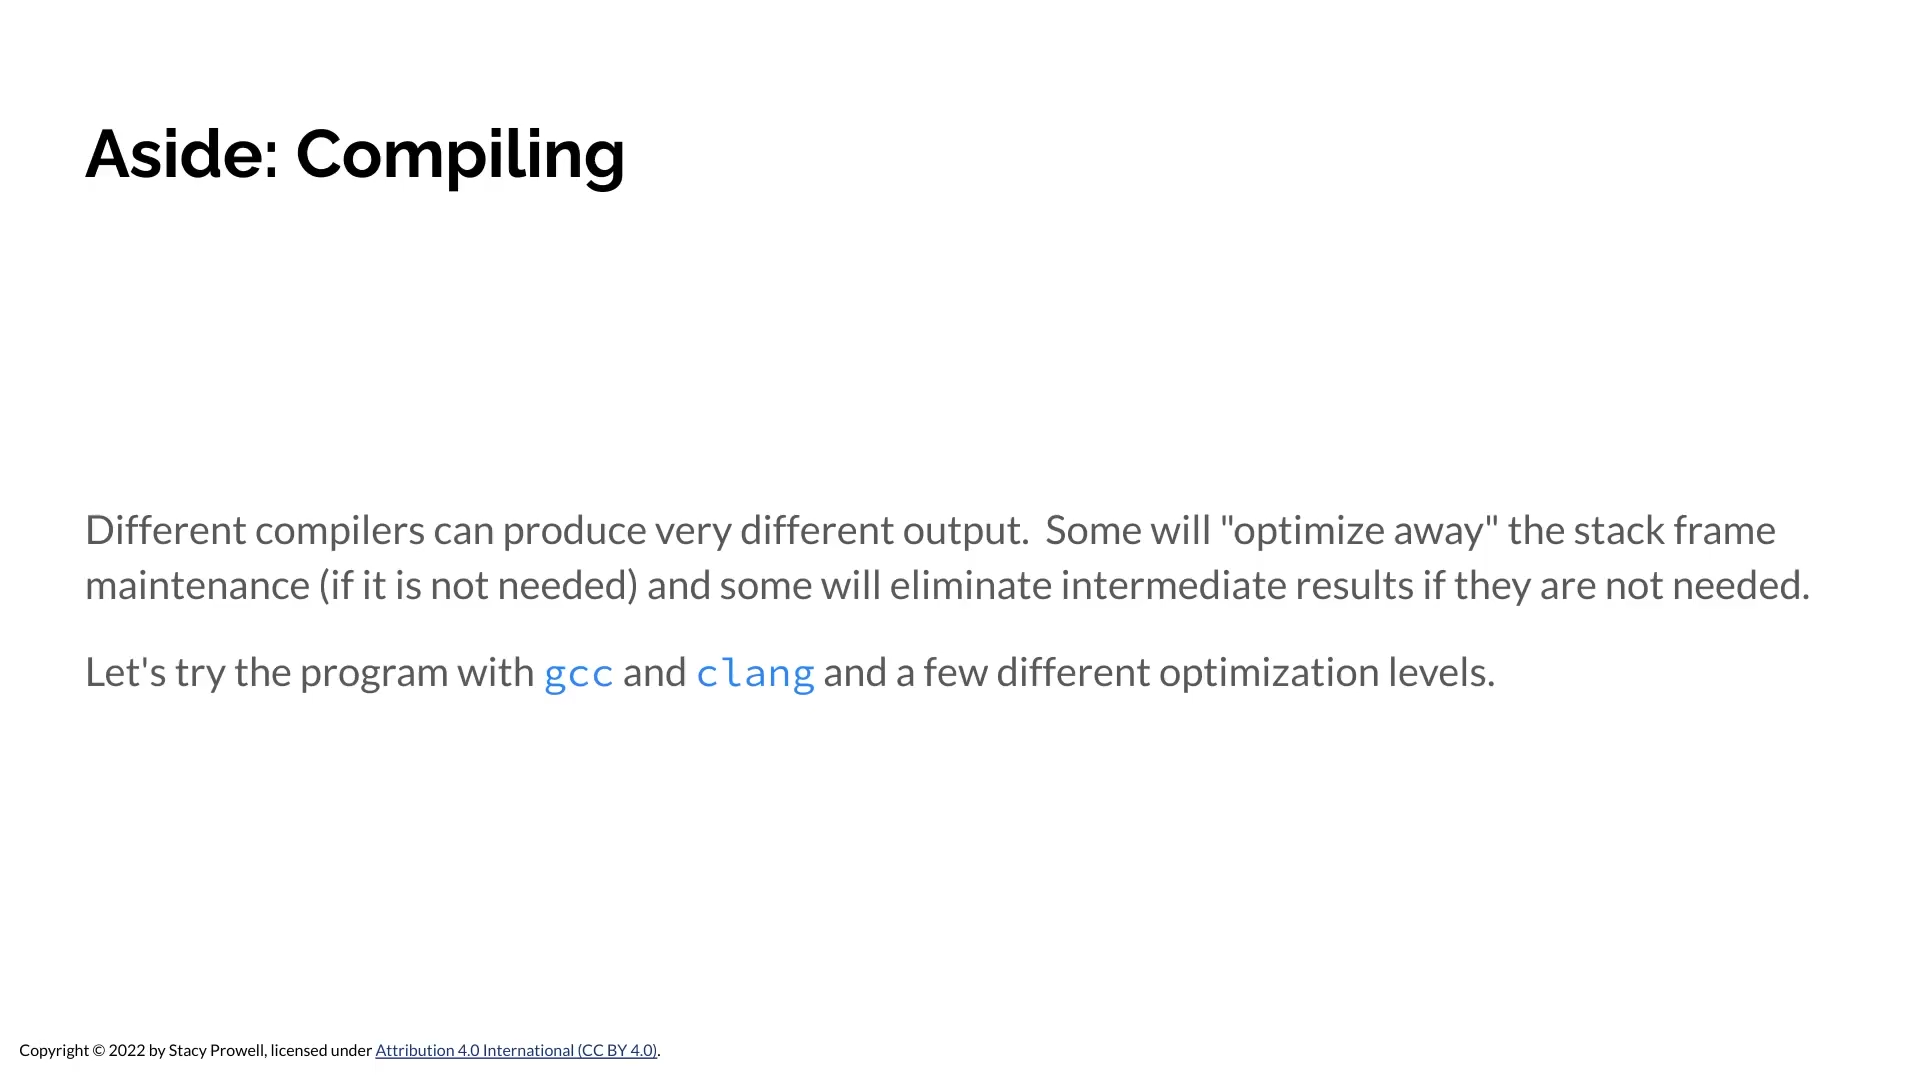 Aside: Compiling
Different compilers can produce very different output.  Some will "optimize away" the stack frame
maintenance (if it is not needed) and some will eliminate intermediate results if they are not needed.
Let's try the program with gcc and clang and a few different optimization levels.
Copyright © 2022 by Stacy Prowell, licensed under Attribution 4.0 International (CC BY 4.0).